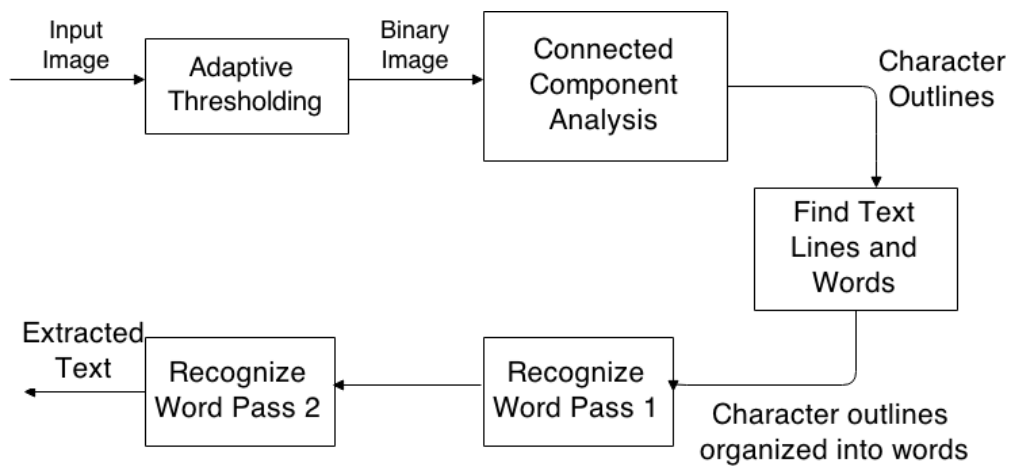 Input
Image
Adaptive
Thresholding
Binary
Image
Connected
Component
Analysis
Character
Outlines
Find Text
Lines and
Words
Character outlines
organized into words
Recognize
Word Pass 1
Recognize
Word Pass 2
Extracted
Text